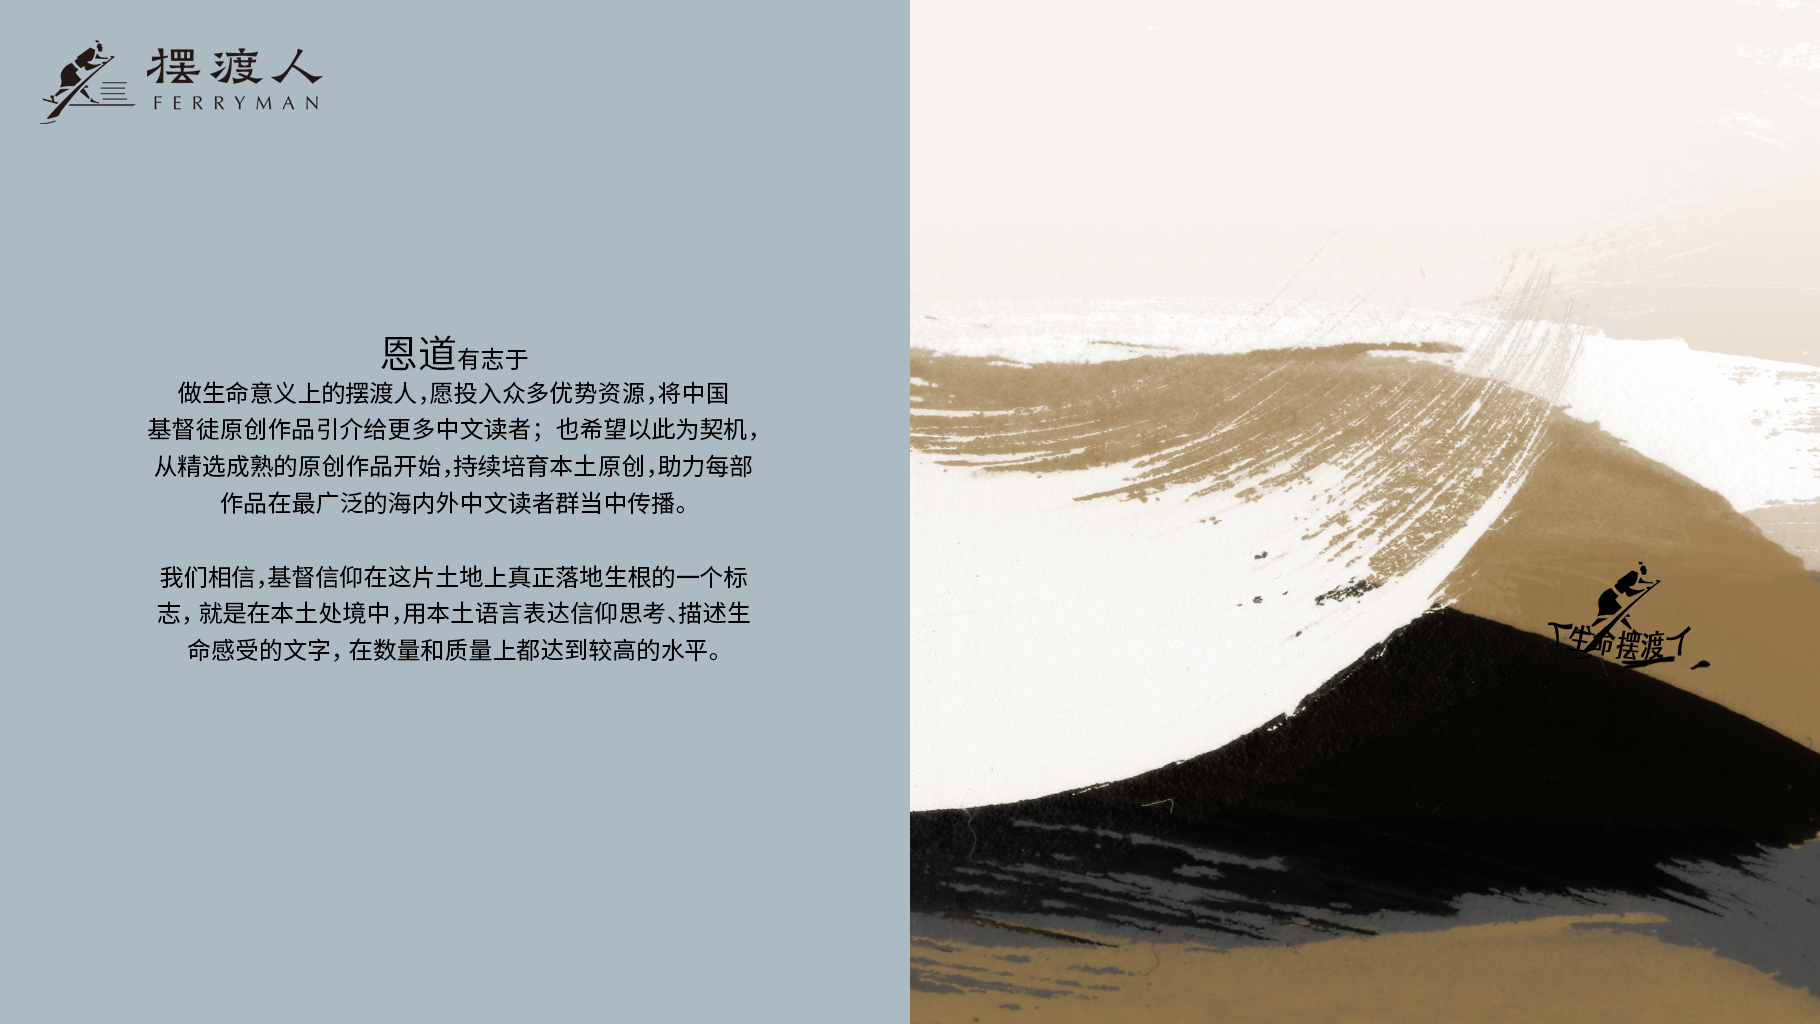 摆渡人
FERRYMAN
恩道有志于
做生命意义上的摆渡人,愿投入众多优势资源,将中国
基督徒原创作品引介给更多中文读者；也希望以此为契机，
从精选成熟的原创作品开始,持续培育本土原创,助力每部
作品在最广泛的海内外中文读者群当中传播。
我们相信,基督信仰在这片土地上真正落地生根的一个标
志，就是在本土处境中,用本土语言表达信仰思考、描述生
命感受的文字，在数量和质量上都达到较高的水平。
生命摆渡人